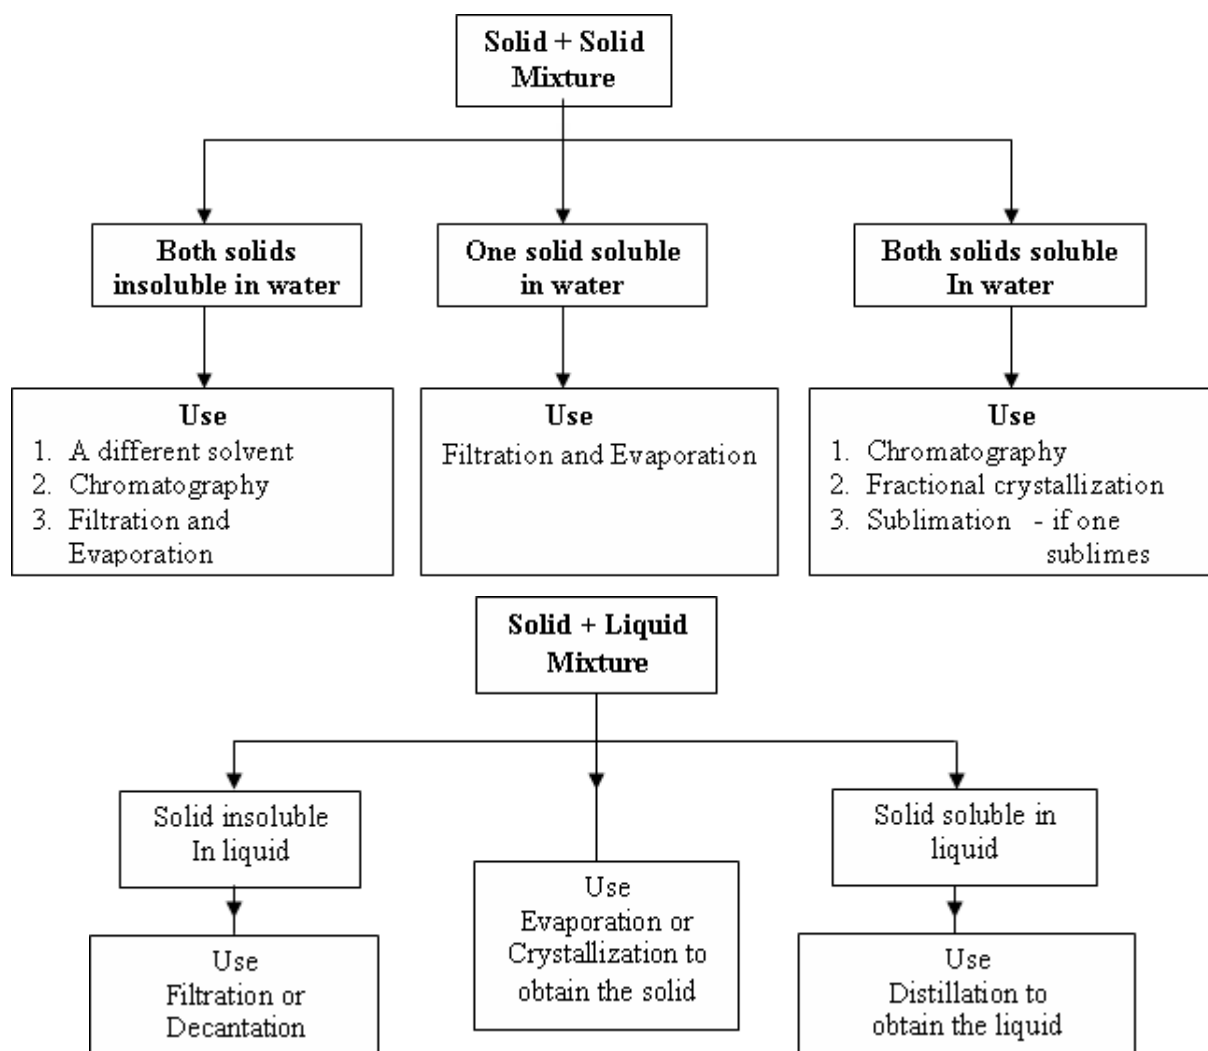 Solid + Solid
Mixture
Both solids
insoluble in water
One solid soluble
in water
Both solids soluble
In water
Use
1. A different solvent
2. Chromatography
3. Filtration and
Evaporation
Use
Filtration and Evaporation
Use
1. Chromatography
2. Fractional crystallization
3. Sublimation - if one
sublimes
Solid + Liquid
Mixture
Solid insoluble
In liquid
Solid soluble in
liquid
Use
Filtration or
Decantation
Use
Evaporation or
Crystallization to
obtain the solid
Use
Distillation to
obtain the liquid